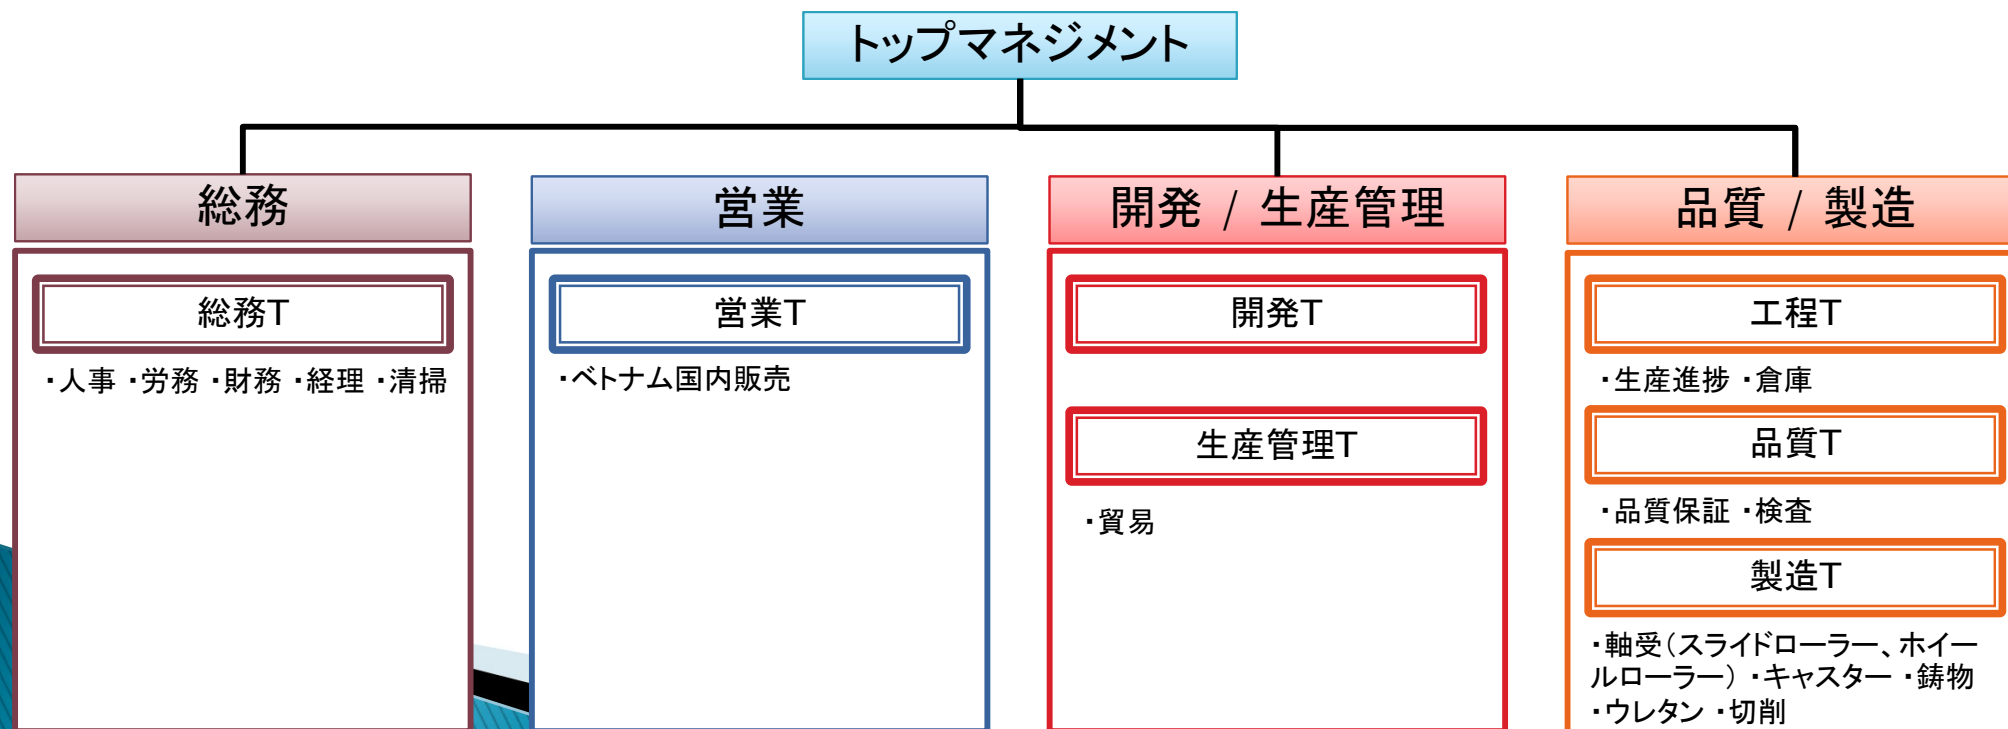 トップマネジメント
総務
総務T
・人事 ・労務 ・財務 ・経理 ・清掃
営業
営業T
・ベトナム国内販売
開発 / 生産管理
開発T
生産管理T
・貿易
品質 / 製造
工程T
・生産進捗 ・倉庫
品質T
・品質保証 ・検査
製造T
・軸受（スライドローラー、ホイー
ルローラー） ・キャスター ・鋳物
・ウレタン ・切削